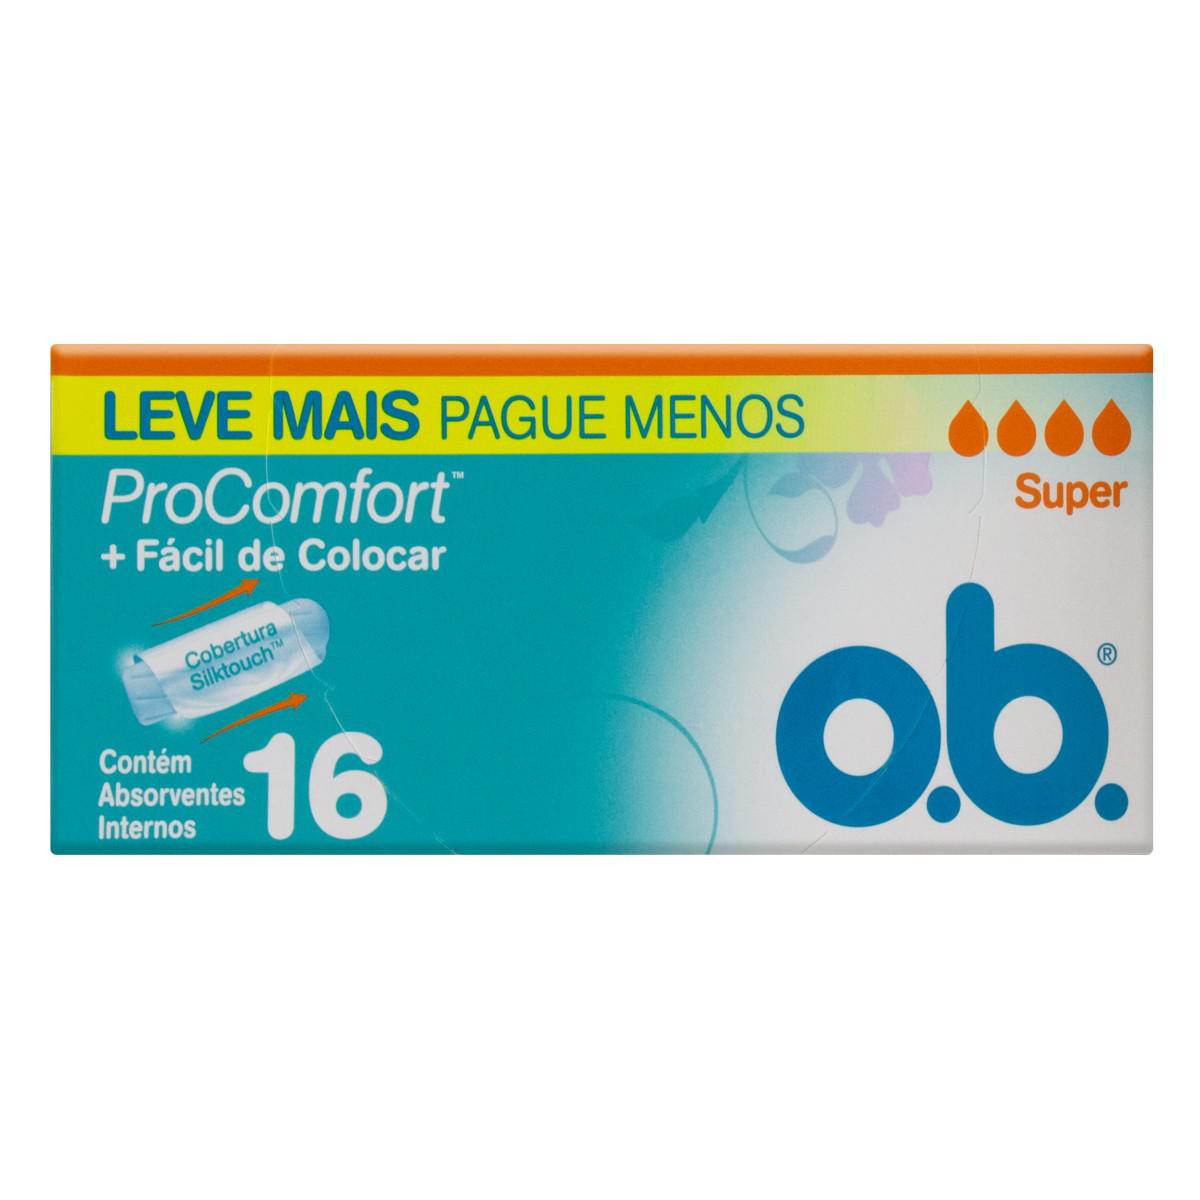 LEVE MAIS PAGUE MENOS
ProComfort™
+ Fácil de Colocar
Cobertura
Silktouch™
Contém
Absorventes
Internos
16
Super
o.b.®